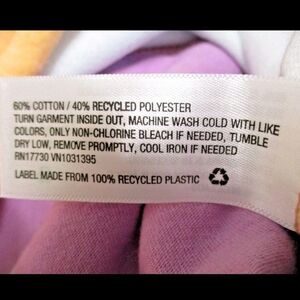 60% COTTON / 40% RECYCLED POLYESTER
TURN GARMENT INSIDE OUT, MACHINE WASH COLD WITH LIKE
COLORS, ONLY NON-CHLORINE BLEACH IF NEEDED, TUMBLE
DRY LOW, REMOVE PROMPTLY, COOL IRON IF NEEDED
RN17730 VN1031395
LABEL MADE FROM 100% RECYCLED PLASTIC